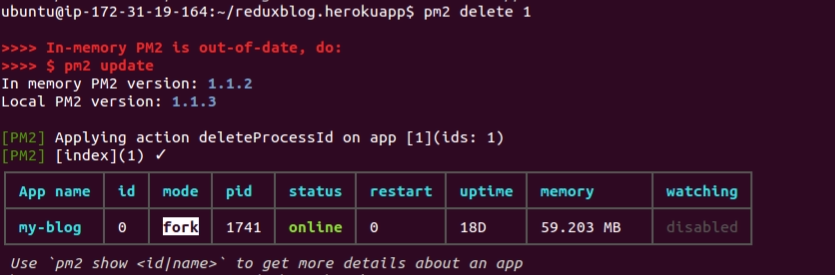 ubuntu@ip-172-31-19-164:~/reduxblog.herokuapp$ pm2 delete 1
>>>> In-memory PM2 is out-of-date, do:
>>>> $ pm2 update
In memory PM2 version: 1.1.2
Local PM2 version: 1.1.3
[PM2] Applying action deleteProcessId on app [1](ids: 1)
[PM2] [index](1) ✓
App name id mode pid status restart uptime memory watching
my-blog 0 fork 1741 online 0 18D 59.203 MB disabled
Use `pm2 show <id|name>` to get more details about an app